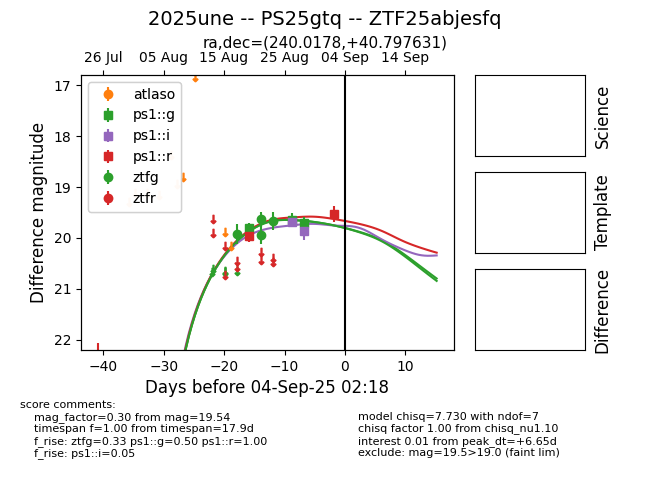 2025une -- PS25gtq -- ZTF25abjesfq
ra,dec=(240.0178,+40.797631)
26 Jul 05 Aug 15 Aug 25 Aug 04 Sep 14 Sep
17
18
19
20
21
22
Difference magnitude
atlaso
ps1::g
ps1::i
ps1::r
ztfg
ztfr
−40 −30 −20 −10 0 10
Days before 04-Sep-25 02:18
Science
Template
Difference
score comments:
mag_factor=0.30 from mag=19.54
timespan f=1.00 from timespan=17.9d
f_rise: ztfg=0.33 ps1::g=0.50 ps1::r=1.00
f_rise: ps1::i=0.05
model chisq=7.730 with ndof=7
chisq factor 1.00 from chisq_nu1.10
interest 0.01 from peak_dt=+6.65d
exclude: mag=19.5>19.0 (faint lim)